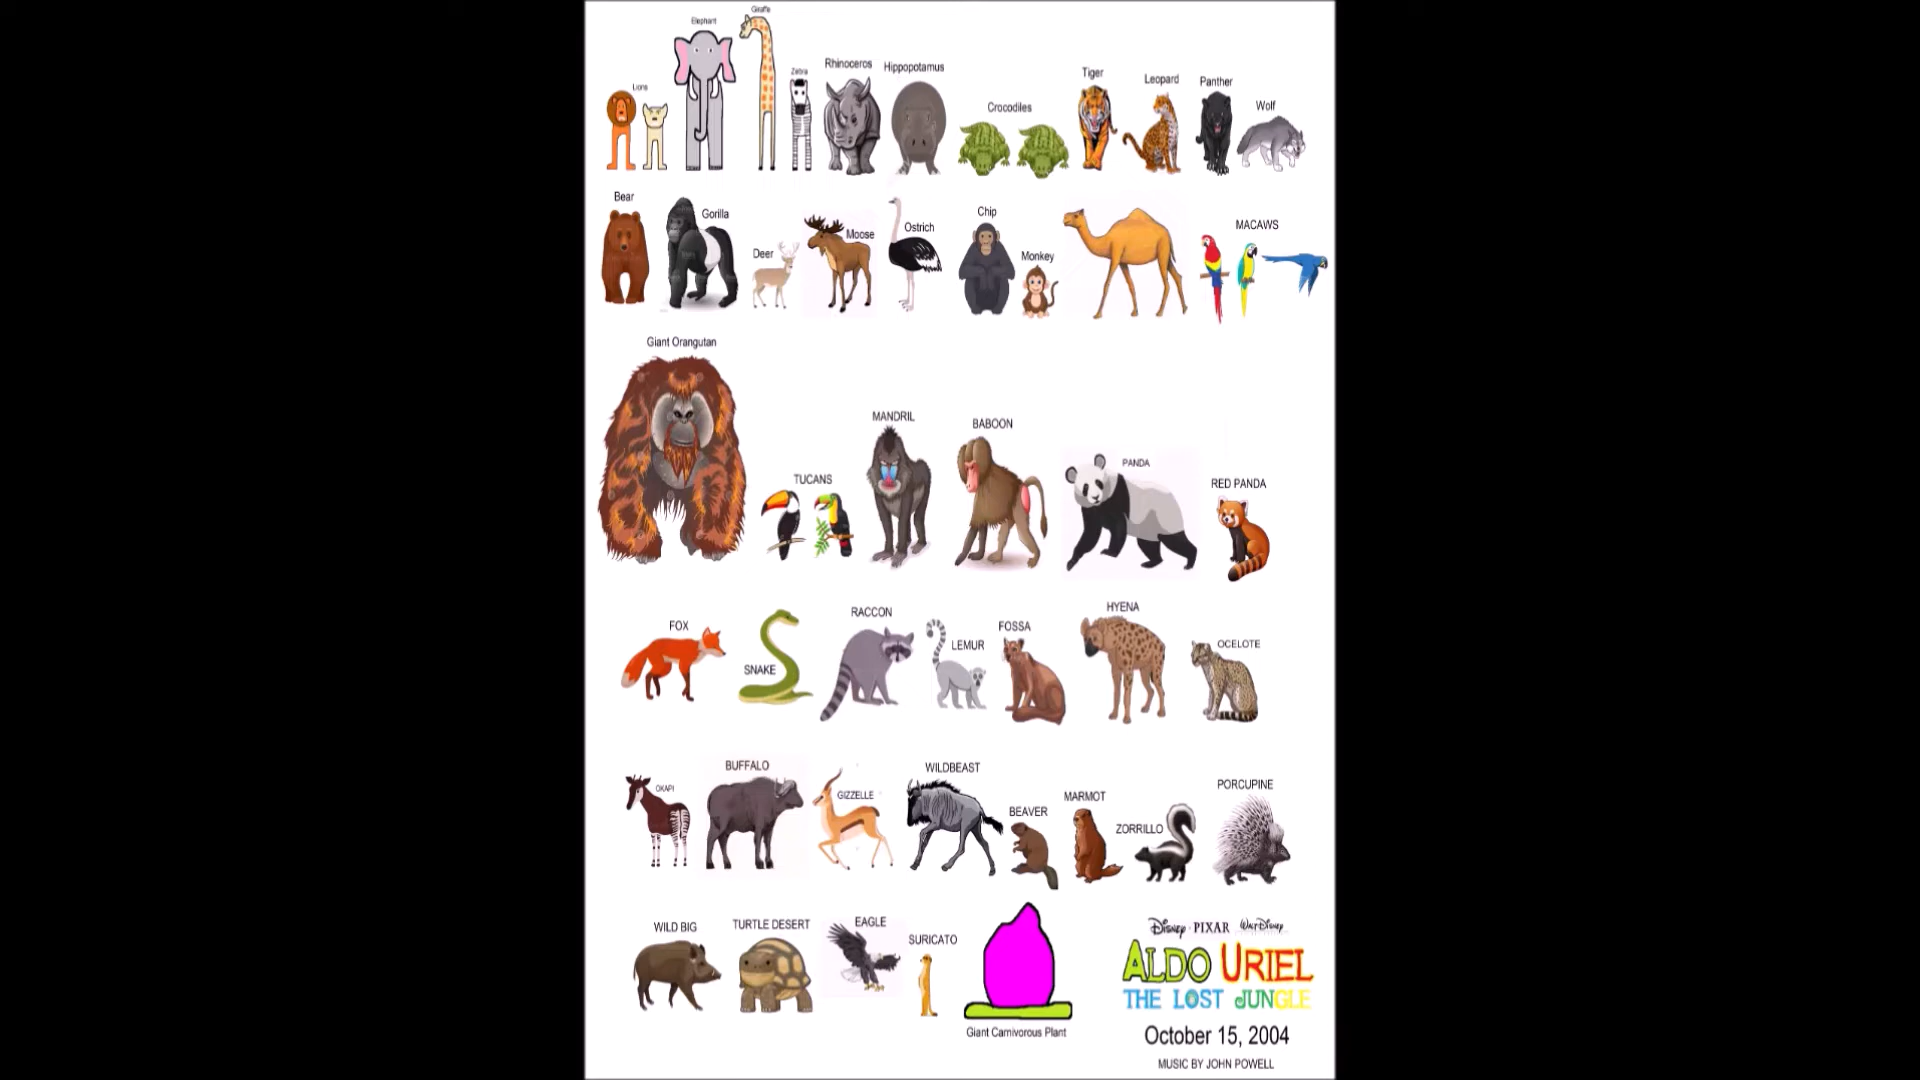 Giraffe
Elephant
Lions
Zebra
Rhinoceros
Hippopotamus
Crocodiles
Tiger
Leopard
Panther
Wolf
Bear
Gorilla
Deer
Moose
Ostrich
Chip
Monkey
MACAWS
Giant Orangutan
TUCANS
MANDRIL
BABOON
PANDA
RED PANDA
FOX
SNAKE
RACCON
LEMUR
FOSSA
HYENA
OCELOTE
OKAPI
BUFFALO
GIZZELLE
WILDBEAST
BEAVER
MARMOT
ZORRILLO
PORCUPINE
WILD BIG
TURTLE DESERT
EAGLE
SURICATO
Giant Carnivorous Plant
Disney · PIXAR WALT DISNEY
ALDO URIEL
THE LOST JUNGLE
October 15, 2004
MUSIC BY JOHN POWELL